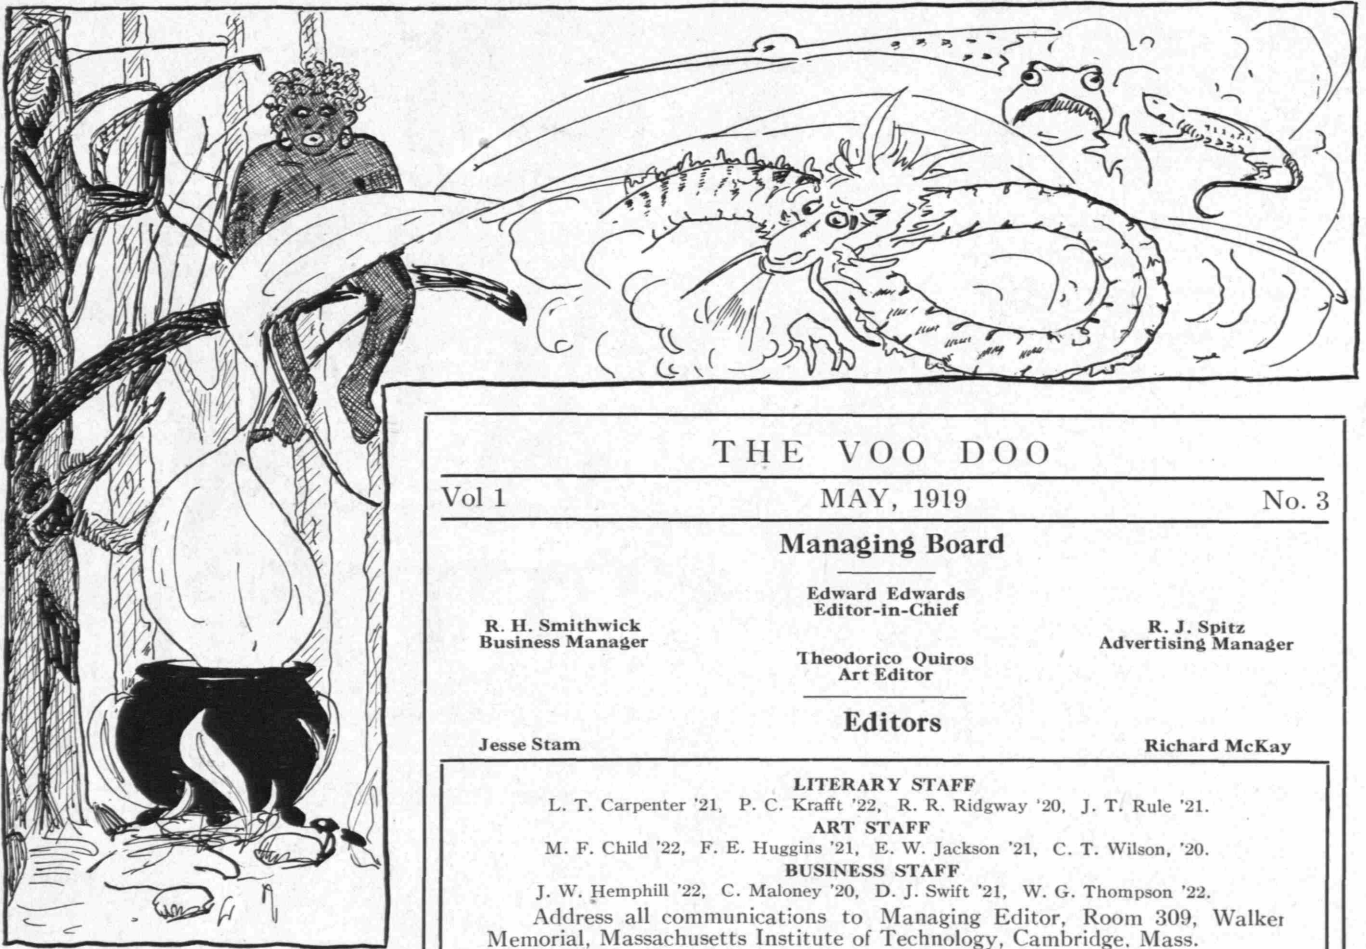 THE VOO DOO
Vol 1 MAY, 1919 No. 3
Managing Board
Edward Edwards
Editor-in-Chief
R. H. Smithwick
Business Manager
R. J. Spitz
Advertising Manager
Theodorico Quiros
Art Editor
Editors
Jesse Stam Richard McKay
LITERARY STAFF
L. T. Carpenter '21, P. C. Krafft '22, R. R. Ridgway '20, J. T. Rule '21.
ART STAFF
M. F. Child '22, F. E. Huggins '21, E. W. Jackson '21, C. T. Wilson, '20.
BUSINESS STAFF
J. W. Hemphill '22, C. Maloney '20, D. J. Swift '21, W. G. Thompson '22.
Address all communications to Managing Editor, Room 309, Walker
Memorial, Massachusetts Institute of Technology, Cambridge, Mass.